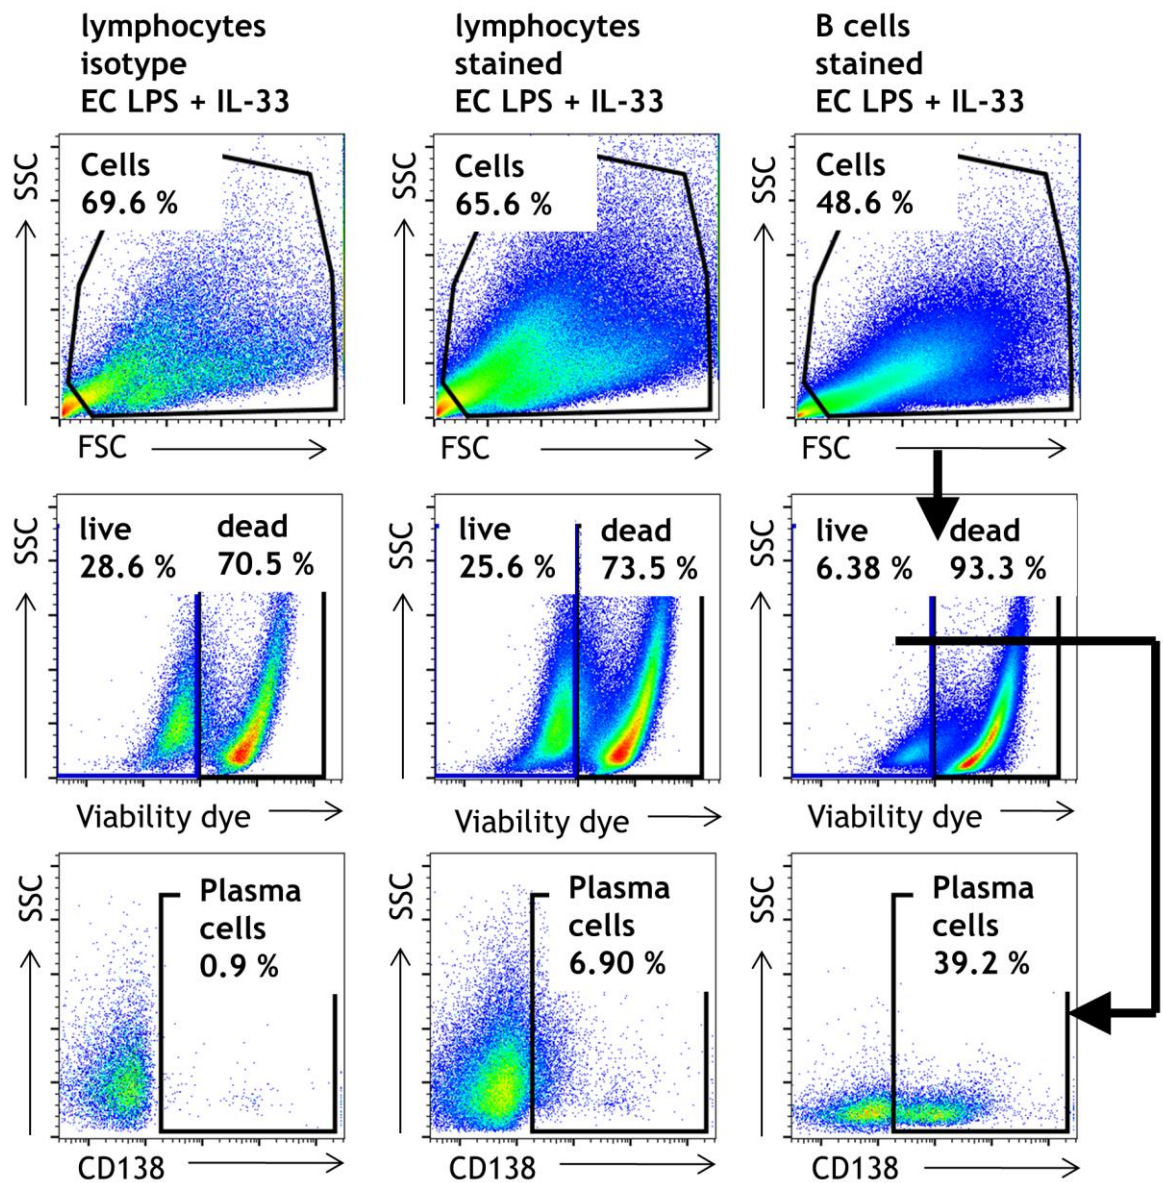 lymphocytes
isotype
EC LPS + IL-33
lymphocytes
stained
EC LPS + IL-33
B cells
stained
EC LPS + IL-33
SSC
Cells
69.6 %
FSC
SSC
Cells
65.6 %
FSC
SSC
Cells
48.6 %
FSC
SSC
live
28.6 %
dead
70.5 %
Viability dye
SSC
live
25.6 %
dead
73.5 %
Viability dye
SSC
live
6.38 %
dead
93.3 %
Viability dye
SSC
Plasma
cells
0.9 %
CD138
SSC
Plasma
cells
6.90 %
CD138
SSC
Plasma
cells
39.2 %
CD138